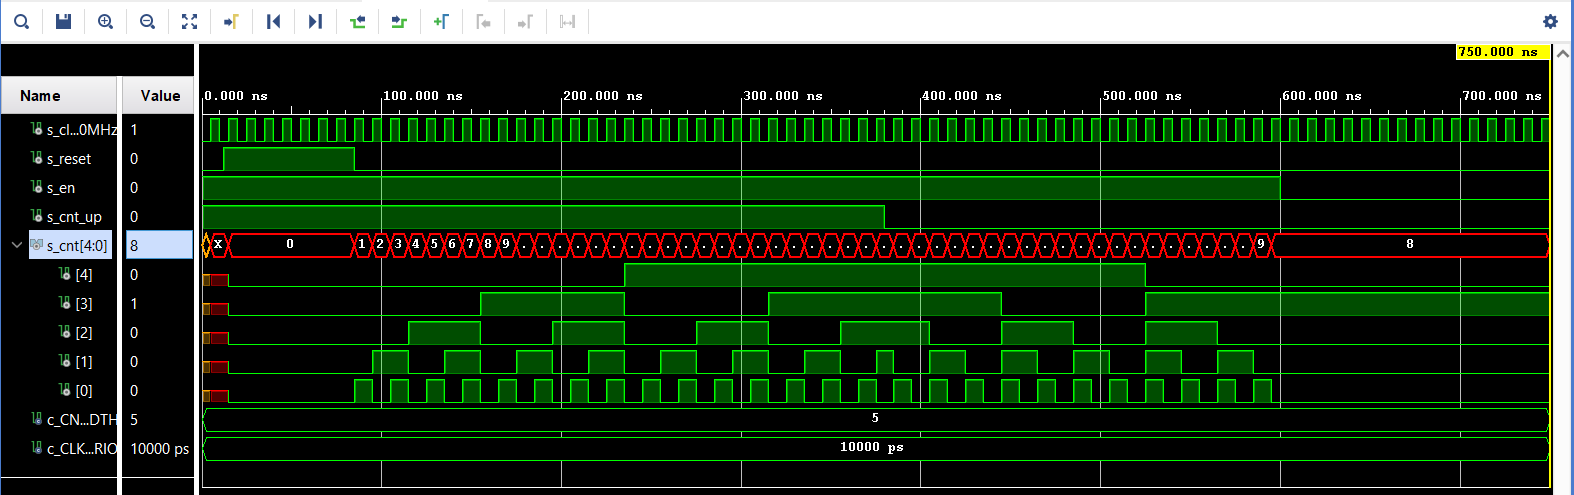 750.000 ns
Name Value 0.000 ns 100.000 ns 200.000 ns 300.000 ns 400.000 ns 500.000 ns 600.000 ns 700.000 ns
s_cl...0MHz 1
s_reset 0
s_en 0
s_cnt_up 0
s_cnt[4:0] 8 X 0 1 2 3 4 5 6 7 8 9 . . . . . . . . . . . . . . . . . . . . . . . . . . . . . . . . . . . . . . . . . 9 8
[4] 0
[3] 1
[2] 0
[1] 0
[0] 0
c_CN...DTH 5 5
c_CLK...RIO 10000 ps 10000 ps